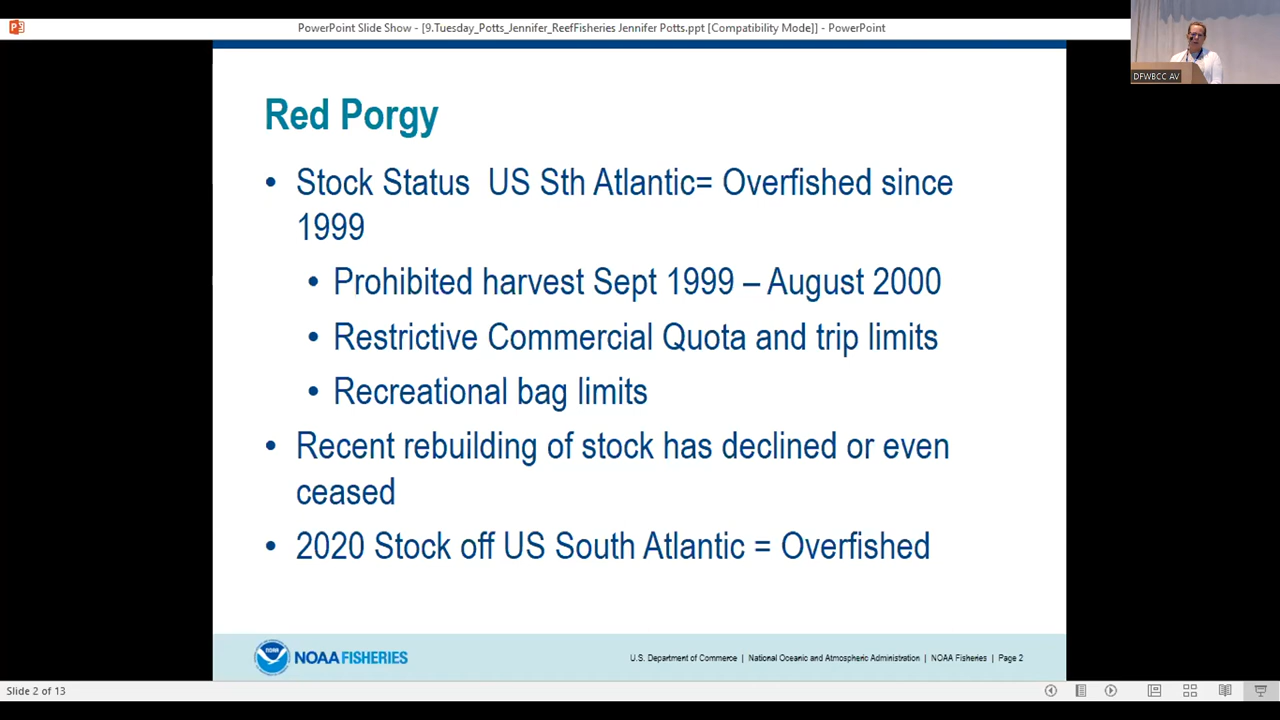 PowerPoint Slide Show - [9.Tuesday_Potts_Jennifer_ReefFisheries Jennifer Potts.ppt [Compatibility Mode]] - PowerPoint
DFWBCC AV
Red Porgy
• Stock Status  US Sth Atlantic= Overfished since
1999
• Prohibited harvest Sept 1999 – August 2000
• Restrictive Commercial Quota and trip limits
• Recreational bag limits
• Recent rebuilding of stock has declined or even
ceased
• 2020 Stock off US South Atlantic = Overfished
NOAA FISHERIES
U.S. Department of Commerce | National Oceanic and Atmospheric Administration | NOAA Fisheries | Page 2
Slide 2 of 13